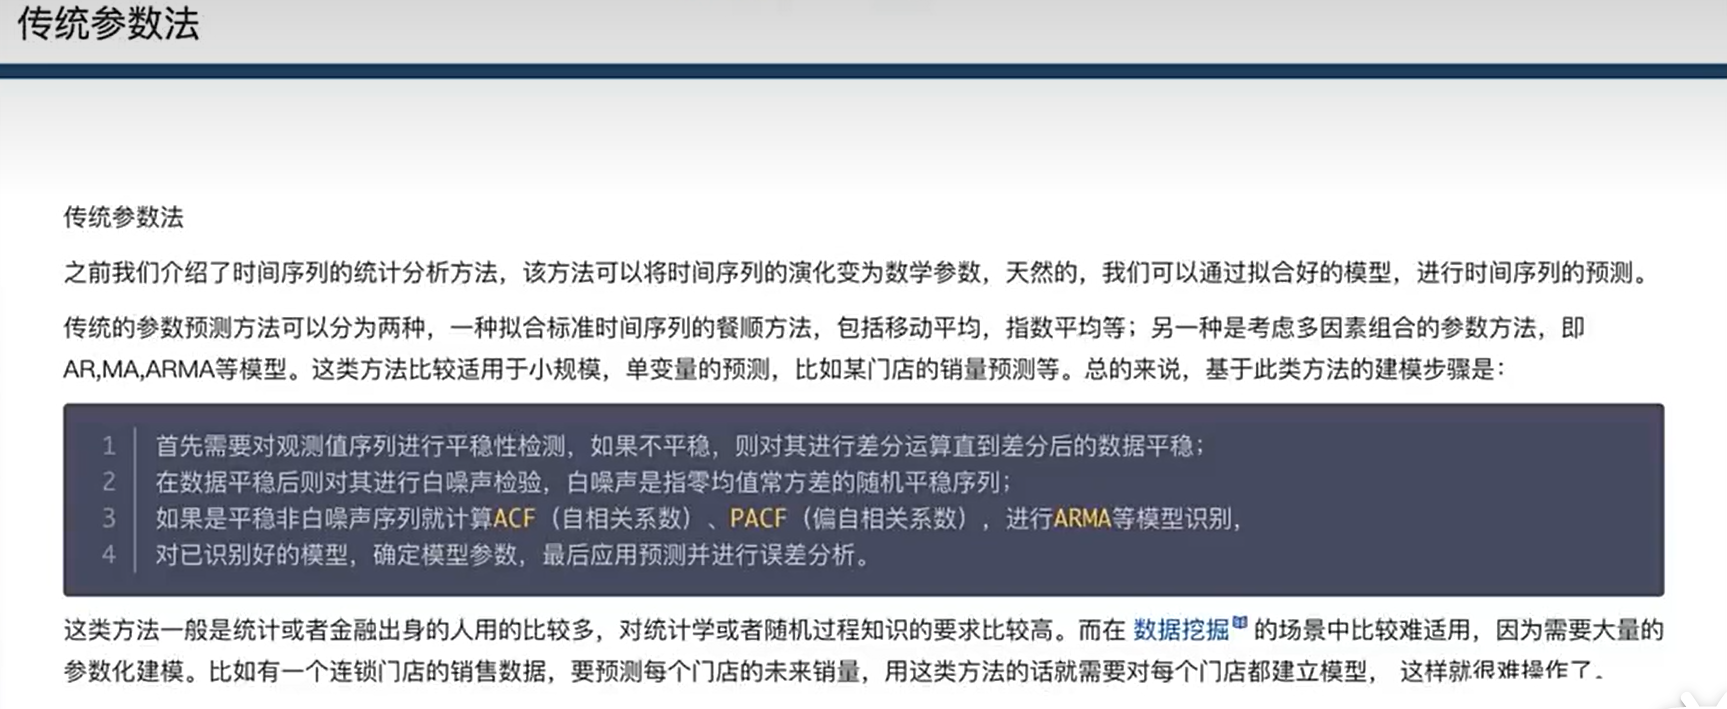 传统参数法
传统参数法
之前我们介绍了时间序列的统计分析方法，该方法可以将时间序列的演化变为数学参数，天然的，我们可以通过拟合好的模型，进行时间序列的预测。
传统的参数预测方法可以分为两种，一种拟合标准时间序列的餐顺方法，包括移动平均，指数平均等；另一种是考虑多因素组合的参数方法，即
AR,MA,ARMA等模型。这类方法比较适用于小规模，单变量的预测，比如某门店的销量预测等。总的来说，基于此类方法的建模步骤是：
1 首先需要对观测值序列进行平稳性检测，如果不平稳，则对其进行差分运算直到差分后的数据平稳；
2 在数据平稳后则对其进行白噪声检验，白噪声是指零均值常方差的随机平稳序列；
3 如果是平稳非白噪声序列就计算ACF（自相关系数）、PACF（偏自相关系数），进行ARMA等模型识别，
4 对已识别好的模型，确定模型参数，最后应用预测并进行误差分析。
这类方法一般是统计或者金融出身的人用的比较多，对统计学或者随机过程知识的要求比较高。而在 数据挖掘 的场景中比较难适用，因为需要大量的
参数化建模。比如有一个连锁门店的销售数据，要预测每个门店的未来销量，用这类方法的话就需要对每个门店都建立模型， 这样就很难操作了。